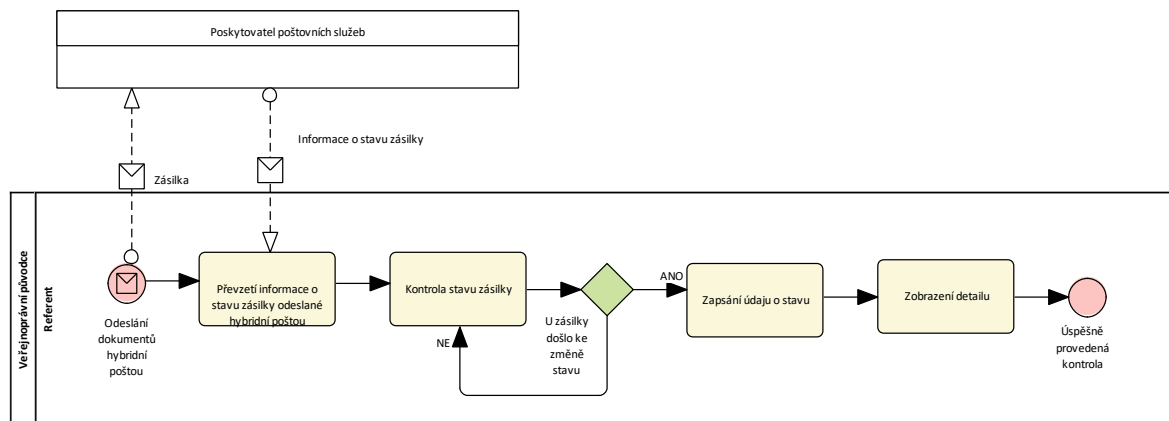 Poskytovatel poštovních služeb
Informace o stavu zásilky
Zásilka
Veřejnoprávní původce
Referent
Odeslání
dokumentů
hybridní
poštou
Převzetí informace o
stavu zásilky odeslané
hybridní poštou
Kontrola stavu zásilky
NE
U zásilky
došlo ke
změně
stavu
ANO
Zapsání údaju o stavu
Zobrazení detailu
Úspěšně
provedená
kontrola